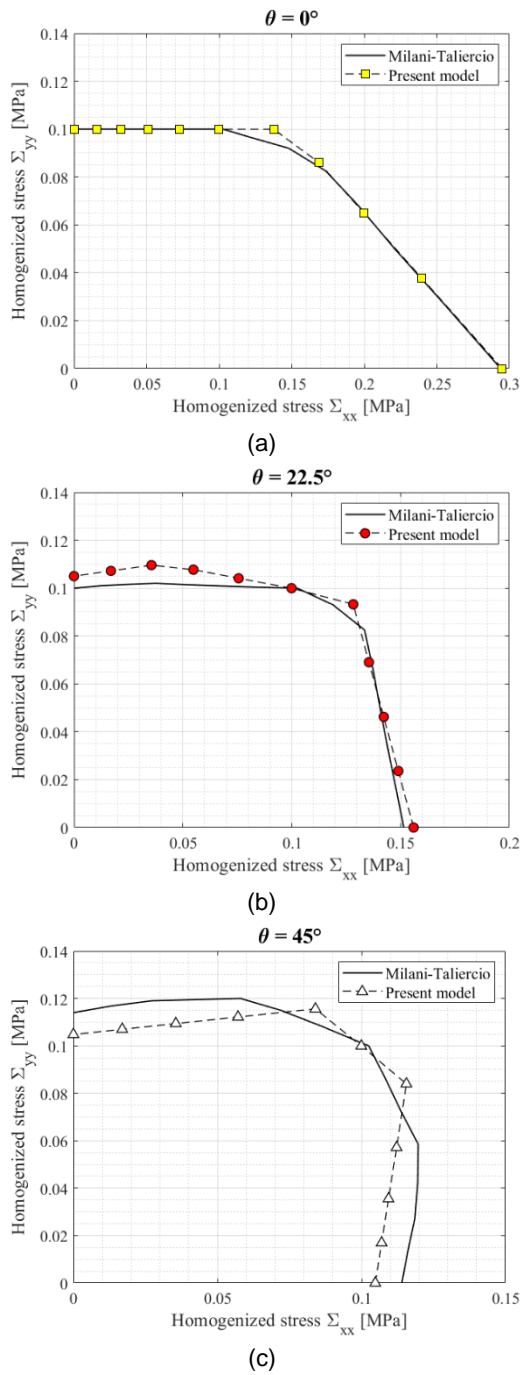 θ = 0°
Milani-Taliercio
Present model
0.14
0.12
0.1
0.08
0.06
0.04
0.02
0
Homogenized stress Σyy [MPa]
0 0.05 0.1 0.15 0.2 0.25 0.3
Homogenized stress Σxx [MPa]
(a)
θ = 22.5°
Milani-Taliercio
Present model
0.14
0.12
0.1
0.08
0.06
0.04
0.02
0
Homogenized stress Σyy [MPa]
0 0.05 0.1 0.15 0.2
Homogenized stress Σxx [MPa]
(b)
θ = 45°
Milani-Taliercio
Present model
0.14
0.12
0.1
0.08
0.06
0.04
0.02
0
Homogenized stress Σyy [MPa]
0 0.05 0.1 0.15
Homogenized stress Σxx [MPa]
(c)